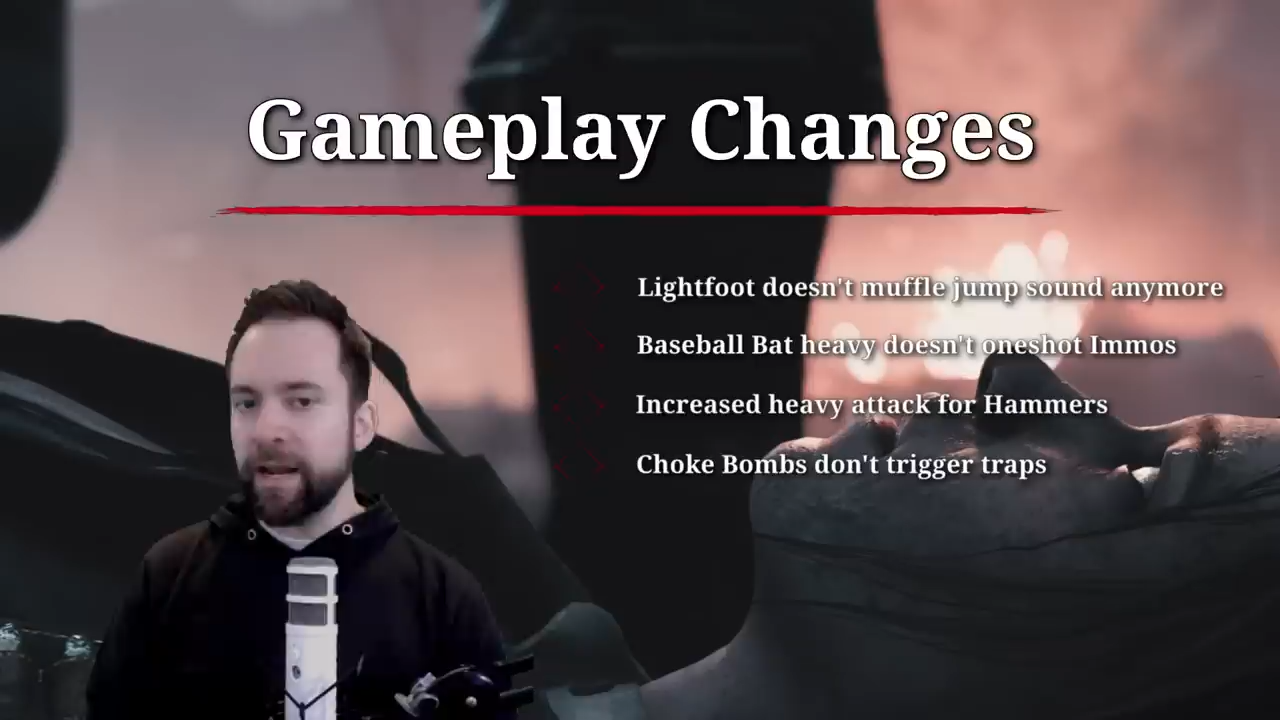 Gameplay Changes
Lightfoot doesn't muffle jump sound anymore
Baseball Bat heavy doesn't oneshot Immos
Increased heavy attack for Hammers
Choke Bombs don't trigger traps